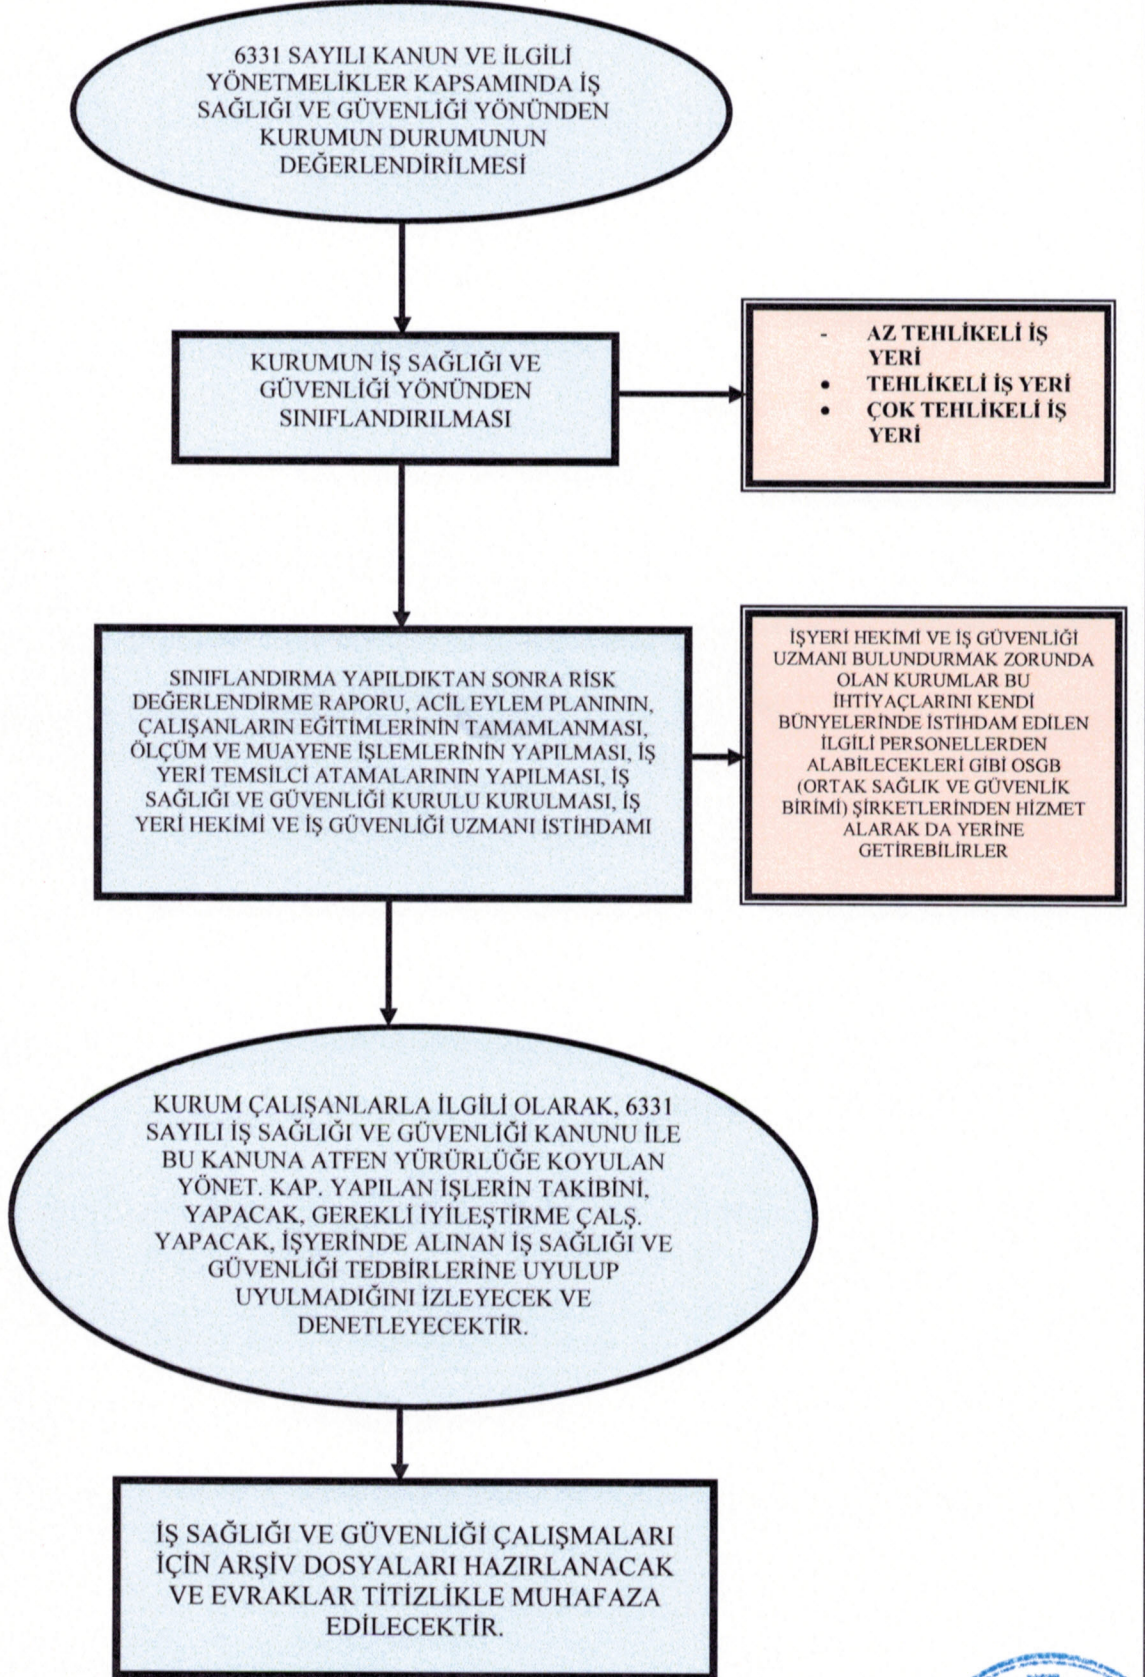 6331 SAYILI KANUN VE İLGİLİ
YÖNETMELİKLER KAPSAMINDA İŞ
SAĞLIĞI VE GÜVENLİĞİ YÖNÜNDEN
KURUMUN DURUMUNUN
DEĞERLENDİRİLMESİ
KURUMUN İŞ SAĞLIĞI VE
GÜVENLİĞİ YÖNÜNDEN
SINIFLANDIRILMASI
- AZ TEHLİKELİ İŞ
YERİ
• TEHLİKELİ İŞ YERİ
• ÇOK TEHLİKELİ İŞ
YERİ
SINIFLANDIRMA YAPILDIKTAN SONRA RİSK
DEĞERLENDİRME RAPORU, ACİL EYLEM PLANININ,
ÇALIŞANLARIN EĞİTİMLERİNİN TAMAMLANMASI,
ÖLÇÜM VE MUAYENE İŞLEMLERİNİN YAPILMASI, İŞ
YERİ TEMSİLCİ ATAMALARININ YAPILMASI, İŞ
SAĞLIĞI VE GÜVENLİĞİ KURULU KURULMASI, İŞ
YERİ HEKİMİ VE İŞ GÜVENLİĞİ UZMANI İSTİHDAMI
İŞYERİ HEKİMİ VE İŞ GÜVENLİĞİ
UZMANI BULUNDURMAK ZORUNDA
OLAN KURUMLAR BU
İHTİYAÇLARINI KENDİ
BÜNYELERİNDE İSTİHDAM EDİLEN
İLGİLİ PERSONELLERDEN
ALABİLECEKLERİ GİBİ OSGB
(ORTAK SAĞLIK VE GÜVENLİK
BİRİMİ) ŞİRKETLERİNDEN HİZMET
ALARAK DA YERİNE
GETİREBİLİRLER
KURUM ÇALIŞANLARLA İLGİLİ OLARAK, 6331
SAYILI İŞ SAĞLIĞI VE GÜVENLİĞİ KANUNU İLE
BU KANUNA ATFEN YÜRÜRLÜĞE KOYULAN
YÖNET. KAP. YAPILAN İŞLERİN TAKİBİNİ,
YAPACAK, GEREKLİ İYİLEŞTİRME ÇALŞ.
YAPACAK, İŞYERİNDE ALINAN İŞ SAĞLIĞI VE
GÜVENLİĞİ TEDBİRLERİNE UYULUP
UYULMADIĞINI İZLEYECEK VE
DENETLEYECEKTİR.
İŞ SAĞLIĞI VE GÜVENLİĞİ ÇALIŞMALARI
İÇİN ARŞİV DOSYALARI HAZIRLANACAK
VE EVRAKLAR TİTİZLİKLE MUHAFAZA
EDİLECEKTİR.